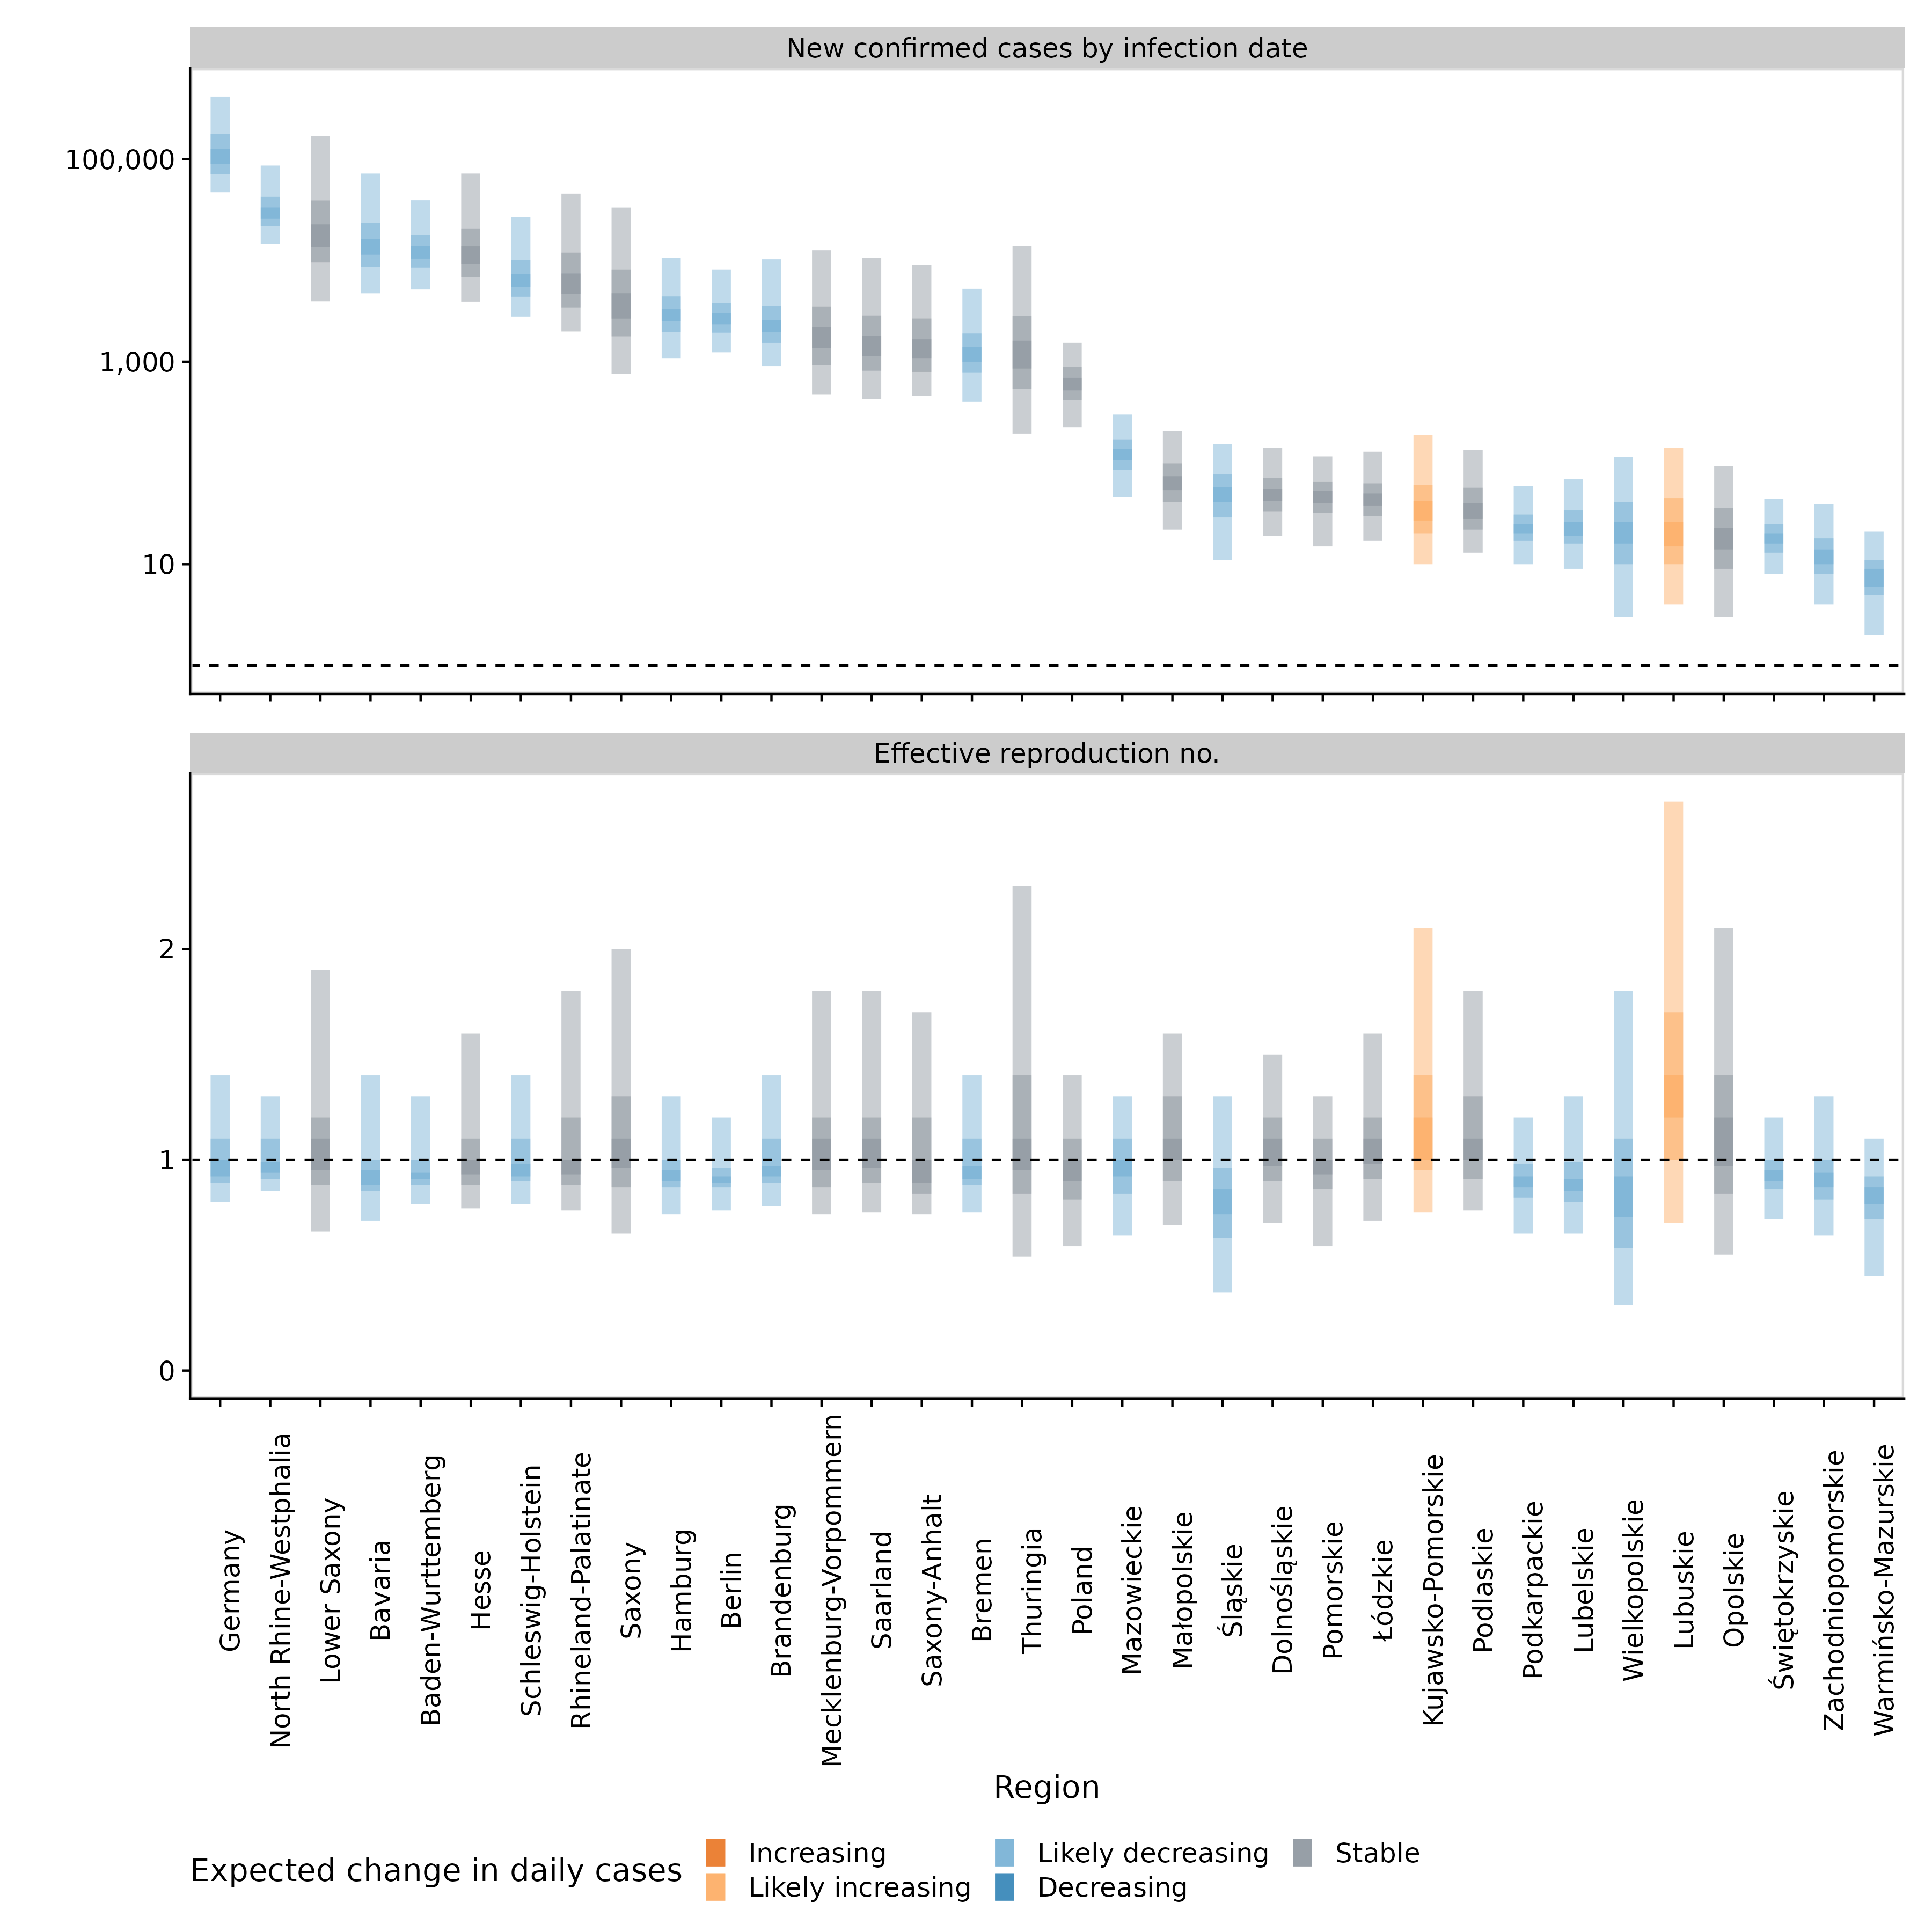 New confirmed cases by infection date
100,000
1,000
10
Effective reproduction no.
2
1
0
Germany
North Rhine-Westphalia
Lower Saxony
Bavaria
Baden-Wurttemberg
Hesse
Schleswig-Holstein
Rhineland-Palatinate
Saxony
Hamburg
Berlin
Brandenburg
Mecklenburg-Vorpommern
Saarland
Saxony-Anhalt
Bremen
Thuringia
Poland
Mazowieckie
Małopolskie
Śląskie
Dolnośląskie
Pomorskie
Łódzkie
Kujawsko-Pomorskie
Podlaskie
Podkarpackie
Lubelskie
Wielkopolskie
Lubuskie
Opolskie
Świętokrzyskie
Zachodniopomorskie
Warmińsko-Mazurskie
Region
Expected change in daily cases
Increasing
Likely increasing
Likely decreasing
Decreasing
Stable